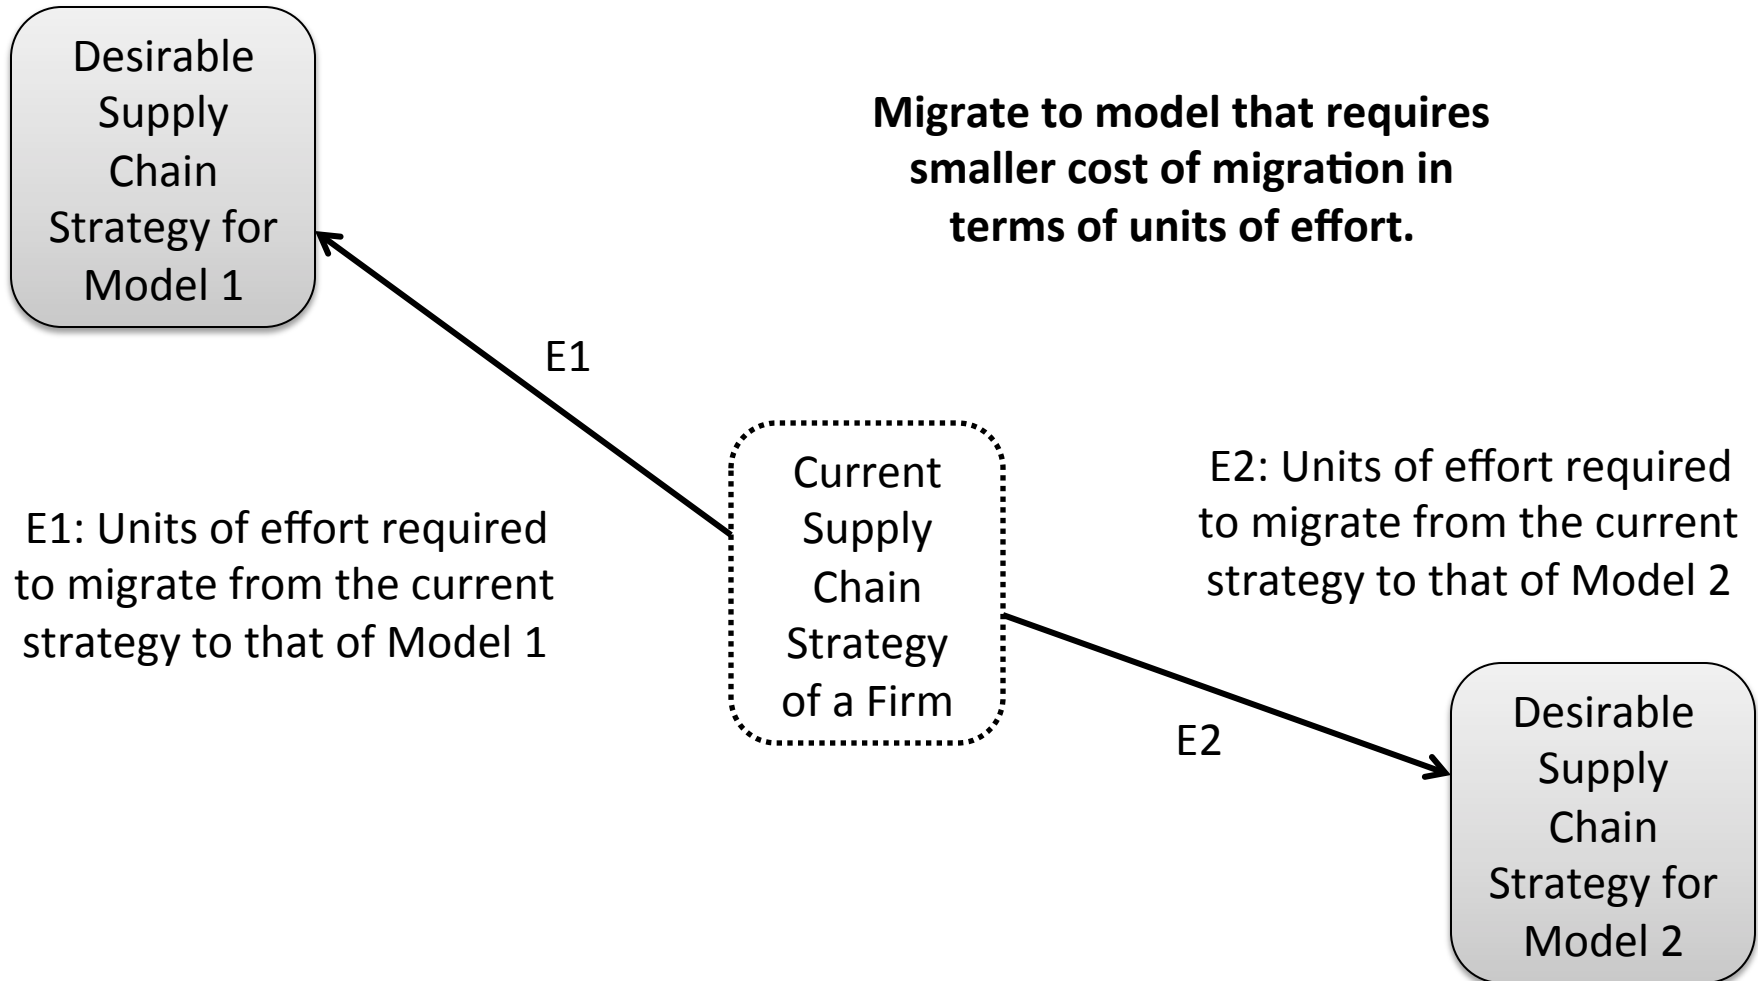 Desirable
Supply
Chain
Strategy for
Model 1
Migrate to model that requires
smaller cost of migration in
terms of units of effort.
E1
E1: Units of effort required
to migrate from the current
strategy to that of Model 1
Current
Supply
Chain
Strategy
of a Firm
E2: Units of effort required
to migrate from the current
strategy to that of Model 2
E2
Desirable
Supply
Chain
Strategy for
Model 2